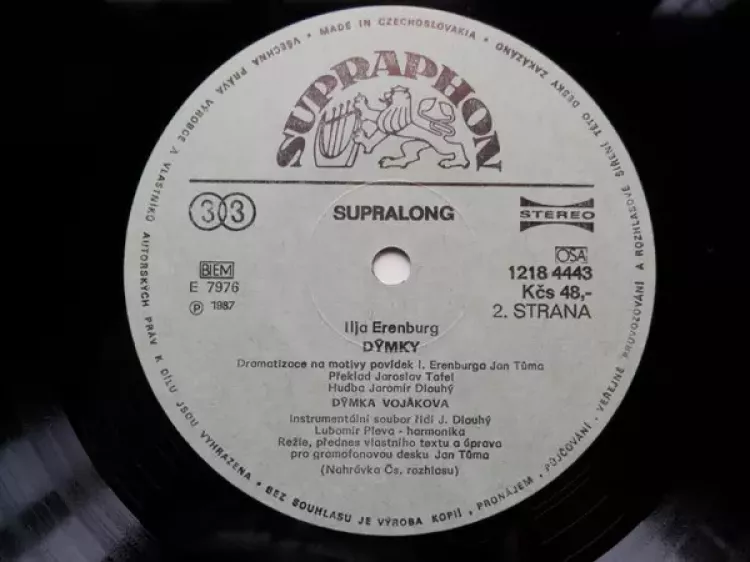 VŠECHNA PRÁVA VÝROBCE A VLASTNÍKŮ AUTORSKÝCH PRÁV K DÍLU JSOU VYHRAZENA • BEZ SOUHLASU JE VÝROBA KOPIÍ, PRONÁJEM, PŮJČOVÁNÍ, VEŘEJNÉ PROVOZOVÁNÍ A ROZHLASOVÉ ŠÍŘENÍ TÉTO DESKY ZAKÁZÁNO • MADE IN CZECHOSLOVAKIA •
SUPRAPHON
33
SUPRALONG
STEREO
BIEM
OSA
E 7976
1218 4443
℗ 1987
Kčs 48,-
2. STRANA
Ilja Erenburg
DÝMKY
Dramatizace na motivy povídek I. Erenburga Jan Tůma
Překlad Jaroslav Tafel
Hudba Jaromír Dlouhý
DÝMKA VOJÁKOVA
Instrumentální soubor řídí J. Dlouhý
Lubomír Pleva - harmonika
Režie, přednes vlastního textu a úprava
pro gramofonovou desku Jan Tůma
(Nahrávka Čs. rozhlasu)